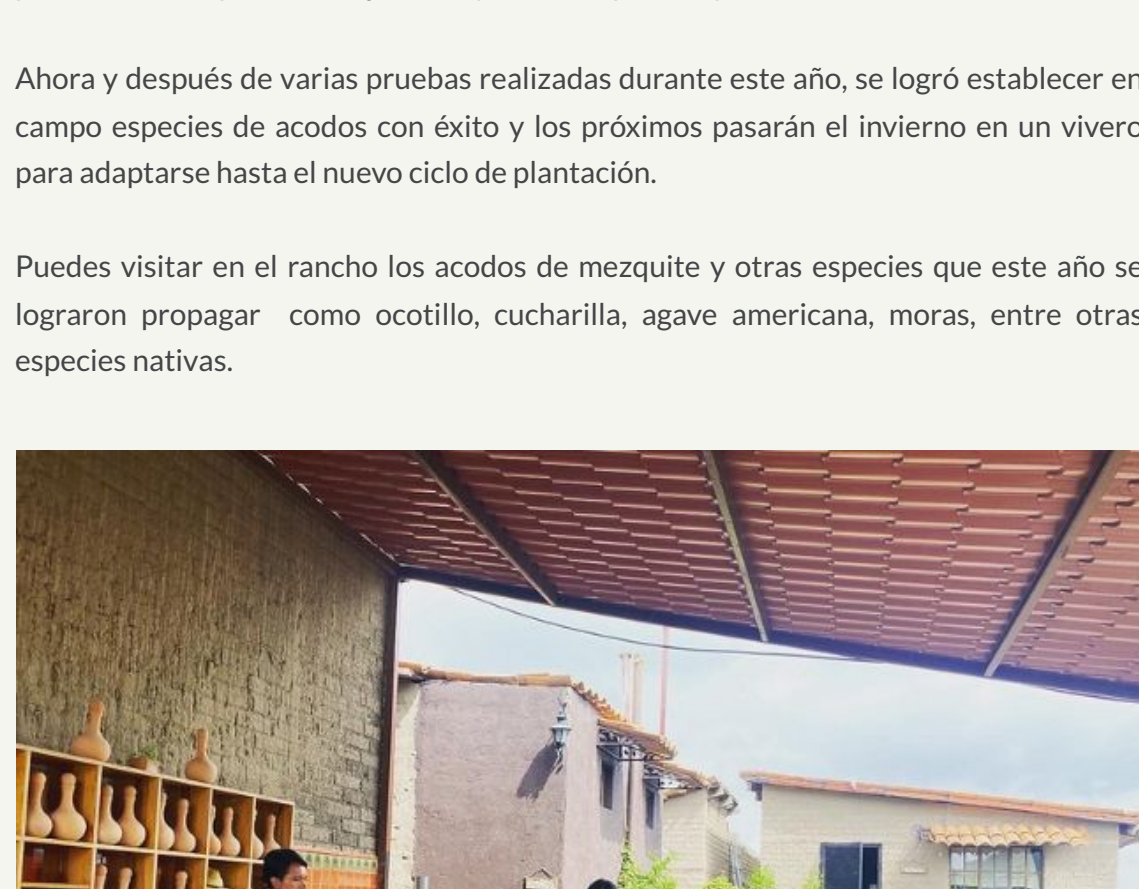 Ahora y después de varias pruebas realizadas durante este año, se logró establecer en
campo especies de acodos con éxito y los próximos pasarán el invierno en un vivero
para adaptarse hasta el nuevo ciclo de plantación.
Puedes visitar en el rancho los acodos de mezquite y otras especies que este año se
lograron propagar  como ocotillo, cucharilla, agave americana, moras, entre otras
especies nativas.